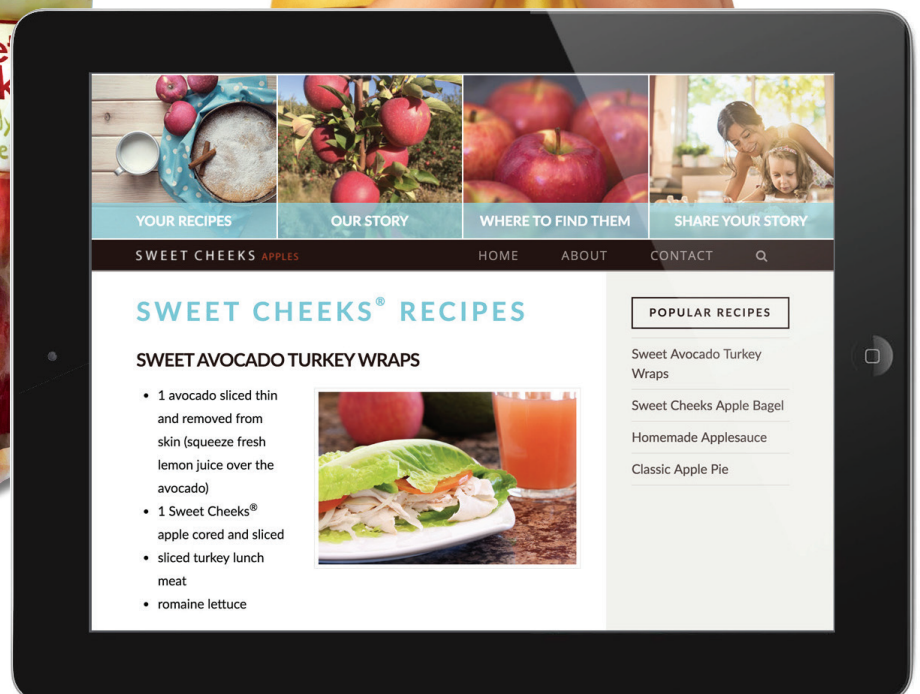 YOUR RECIPES
OUR STORY
WHERE TO FIND THEM
SHARE YOUR STORY
SWEET CHEEKS APPLES
HOME
ABOUT
CONTACT
SWEET CHEEKS® RECIPES
SWEET AVOCADO TURKEY WRAPS
• 1 avocado sliced thin
and removed from
skin (squeeze fresh
lemon juice over the
avocado)
• 1 Sweet Cheeks®
apple cored and sliced
• sliced turkey lunch
meat
• romaine lettuce
POPULAR RECIPES
Sweet Avocado Turkey
Wraps
Sweet Cheeks Apple Bagel
Homemade Applesauce
Classic Apple Pie